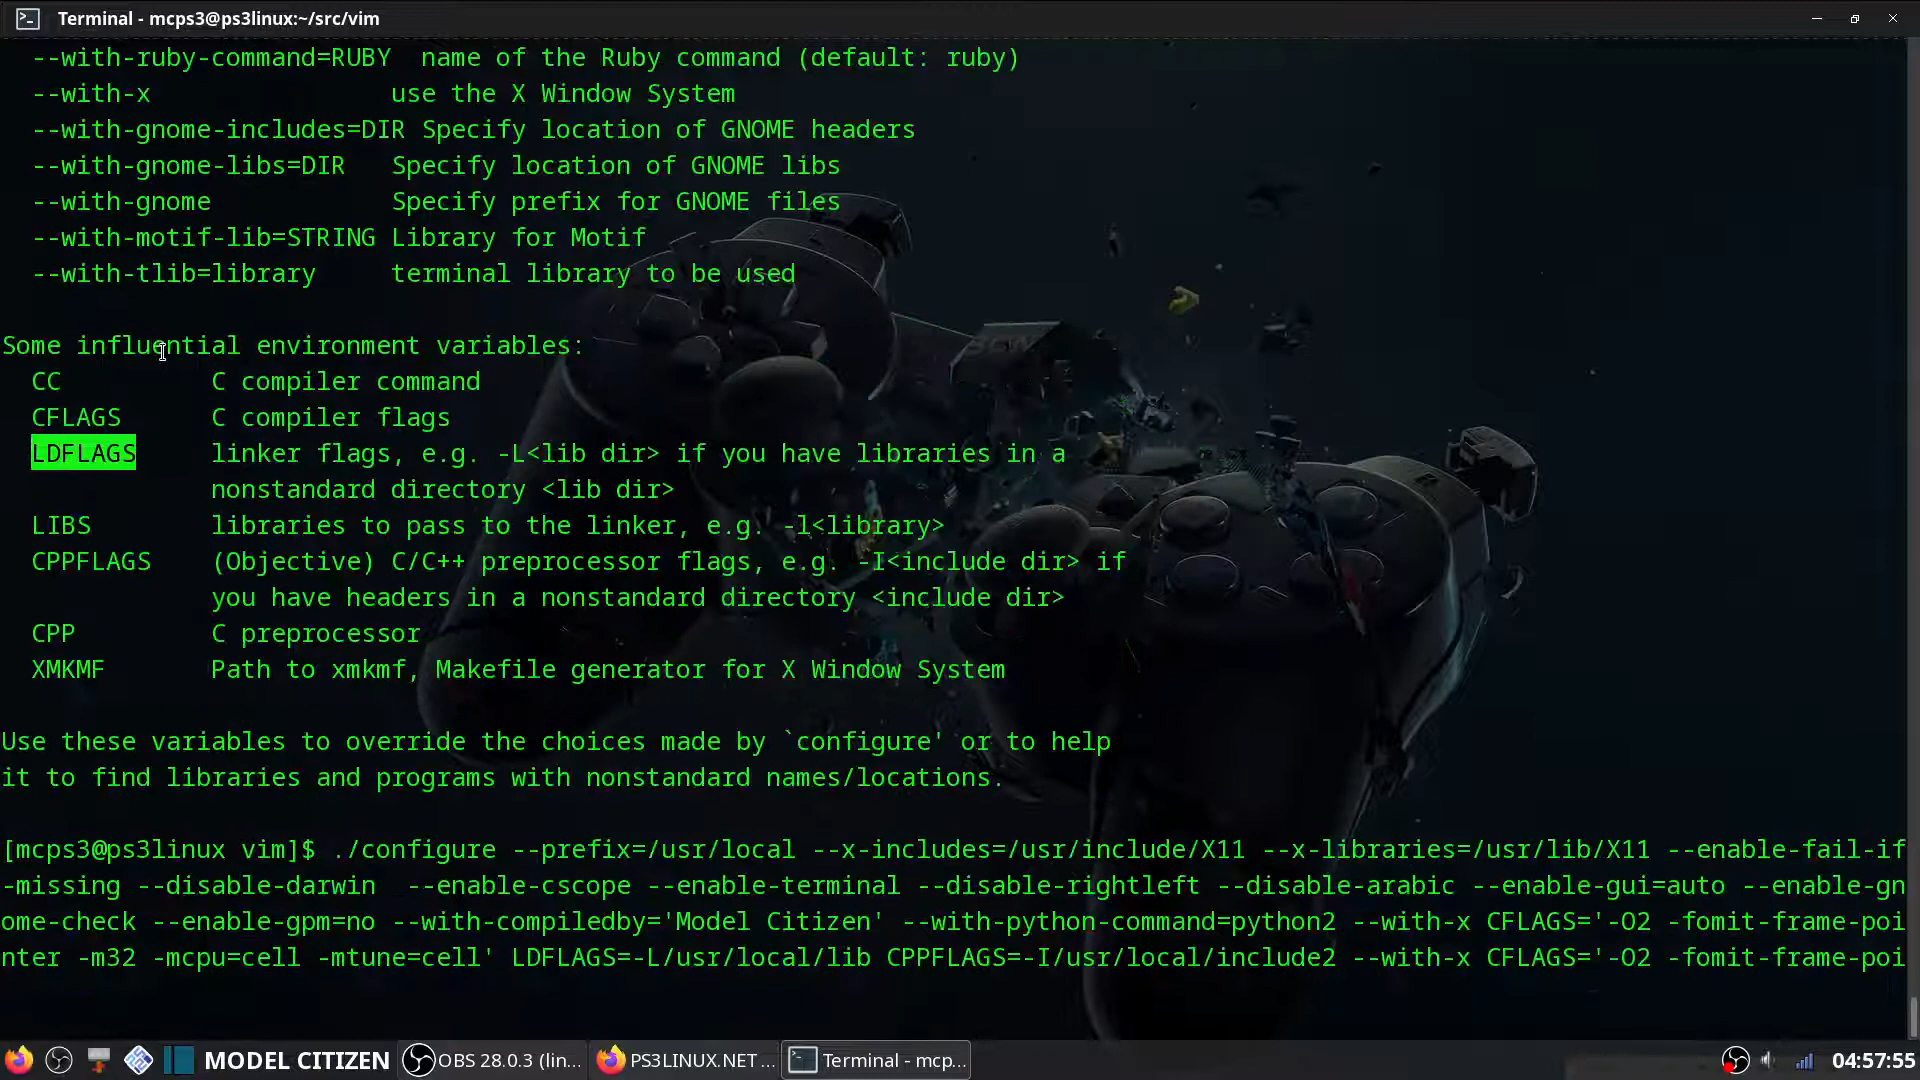 Terminal - mcps3@ps3linux:~/src/vim
--with-ruby-command=RUBY  name of the Ruby command (default: ruby)
--with-x                use the X Window System
--with-gnome-includes=DIR Specify location of GNOME headers
--with-gnome-libs=DIR   Specify location of GNOME libs
--with-gnome            Specify prefix for GNOME files
--with-motif-lib=STRING Library for Motif
--with-tlib=library     terminal library to be used
Some influential environment variables:
CC          C compiler command
CFLAGS      C compiler flags
LDFLAGS     linker flags, e.g. -L<lib dir> if you have libraries in a
nonstandard directory <lib dir>
LIBS        libraries to pass to the linker, e.g. -l<library>
CPPFLAGS    (Objective) C/C++ preprocessor flags, e.g. -I<include dir> if
you have headers in a nonstandard directory <include dir>
CPP         C preprocessor
XMKMF       Path to xmkmf, Makefile generator for X Window System
Use these variables to override the choices made by `configure' or to help
it to find libraries and programs with nonstandard names/locations.
[mcps3@ps3linux vim]$ ./configure --prefix=/usr/local --x-includes=/usr/include/X11 --x-libraries=/usr/lib/X11 --enable-fail-if
-missing --disable-darwin  --enable-cscope --enable-terminal --disable-rightleft --disable-arabic --enable-gui=auto --enable-gn
ome-check --enable-gpm=no --with-compiledby='Model Citizen' --with-python-command=python2 --with-x CFLAGS='-O2 -fomit-frame-poi
nter -m32 -mcpu=cell -mtune=cell' LDFLAGS=-L/usr/local/lib CPPFLAGS=-I/usr/local/include2 --with-x CFLAGS='-O2 -fomit-frame-poi
MODEL CITIZEN
OBS 28.0.3 (lin...
PS3LINUX.NET ...
Terminal - mcp...
04:57:55